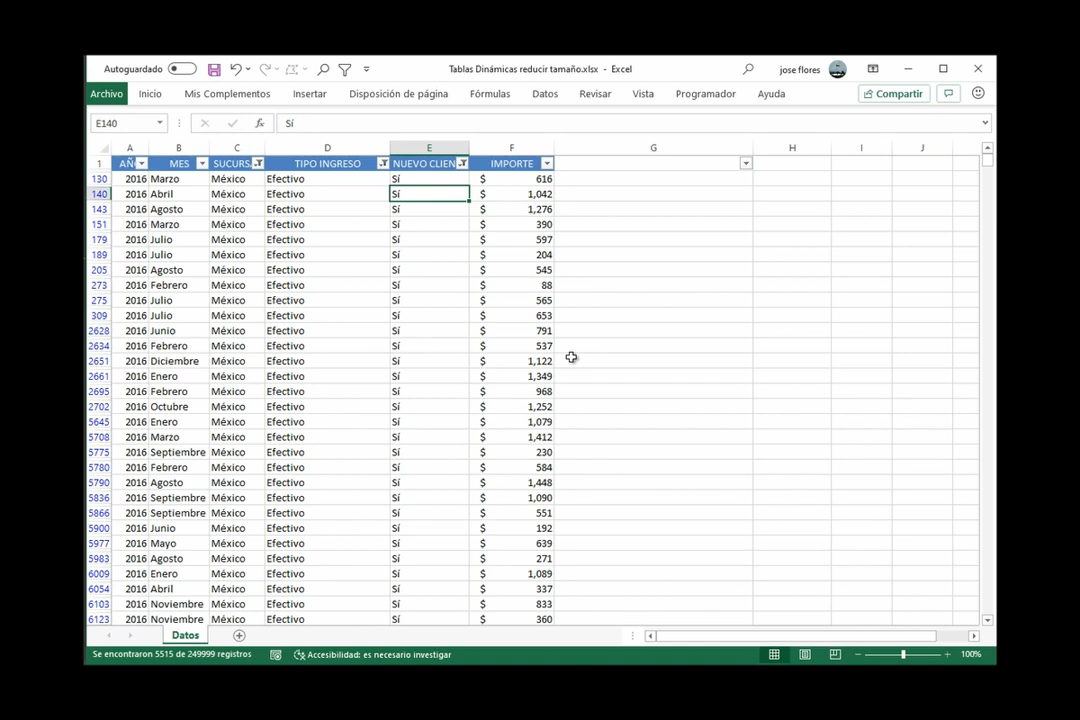 Autoguardado Tablas Dinámicas reducir tamaño.xlsx - Excel jose flores
Archivo Inicio Mis Complementos Insertar Disposición de página Fórmulas Datos Revisar Vista Programador Ayuda Compartir
E140 fx Sí
A B C D E F G H I J
1 AÑ MES SUCURSA TIPO INGRESO NUEVO CLIEN IMPORTE
130 2016 Marzo México Efectivo Sí $ 616
140 2016 Abril México Efectivo Sí $ 1,042
143 2016 Agosto México Efectivo Sí $ 1,276
151 2016 Marzo México Efectivo Sí $ 390
179 2016 Julio México Efectivo Sí $ 597
189 2016 Julio México Efectivo Sí $ 204
205 2016 Agosto México Efectivo Sí $ 545
273 2016 Febrero México Efectivo Sí $ 88
275 2016 Julio México Efectivo Sí $ 565
309 2016 Julio México Efectivo Sí $ 653
2628 2016 Junio México Efectivo Sí $ 791
2634 2016 Febrero México Efectivo Sí $ 537
2651 2016 Diciembre México Efectivo Sí $ 1,122
2661 2016 Enero México Efectivo Sí $ 1,349
2695 2016 Febrero México Efectivo Sí $ 968
2702 2016 Octubre México Efectivo Sí $ 1,252
5645 2016 Enero México Efectivo Sí $ 1,079
5708 2016 Marzo México Efectivo Sí $ 1,412
5775 2016 Septiembre México Efectivo Sí $ 230
5780 2016 Febrero México Efectivo Sí $ 584
5790 2016 Agosto México Efectivo Sí $ 1,448
5836 2016 Septiembre México Efectivo Sí $ 1,090
5866 2016 Septiembre México Efectivo Sí $ 551
5900 2016 Junio México Efectivo Sí $ 192
5977 2016 Mayo México Efectivo Sí $ 639
5983 2016 Agosto México Efectivo Sí $ 271
6009 2016 Enero México Efectivo Sí $ 1,089
6054 2016 Abril México Efectivo Sí $ 337
6103 2016 Noviembre México Efectivo Sí $ 833
6123 2016 Noviembre México Efectivo Sí $ 360
Datos
Se encontraron 5515 de 249999 registros Accesibilidad: es necesario investigar 100%